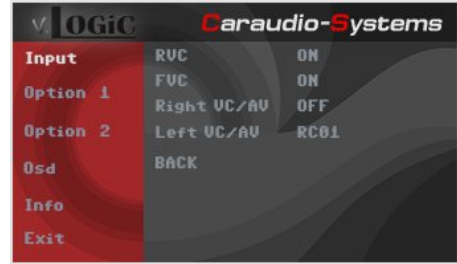 v.LOGiC Caraudio-Systems
Input RVC ON
FVC ON
Option 1 Right VC/AV OFF
Option 2 Left VC/AV RC01
Osd BACK
Info
Exit